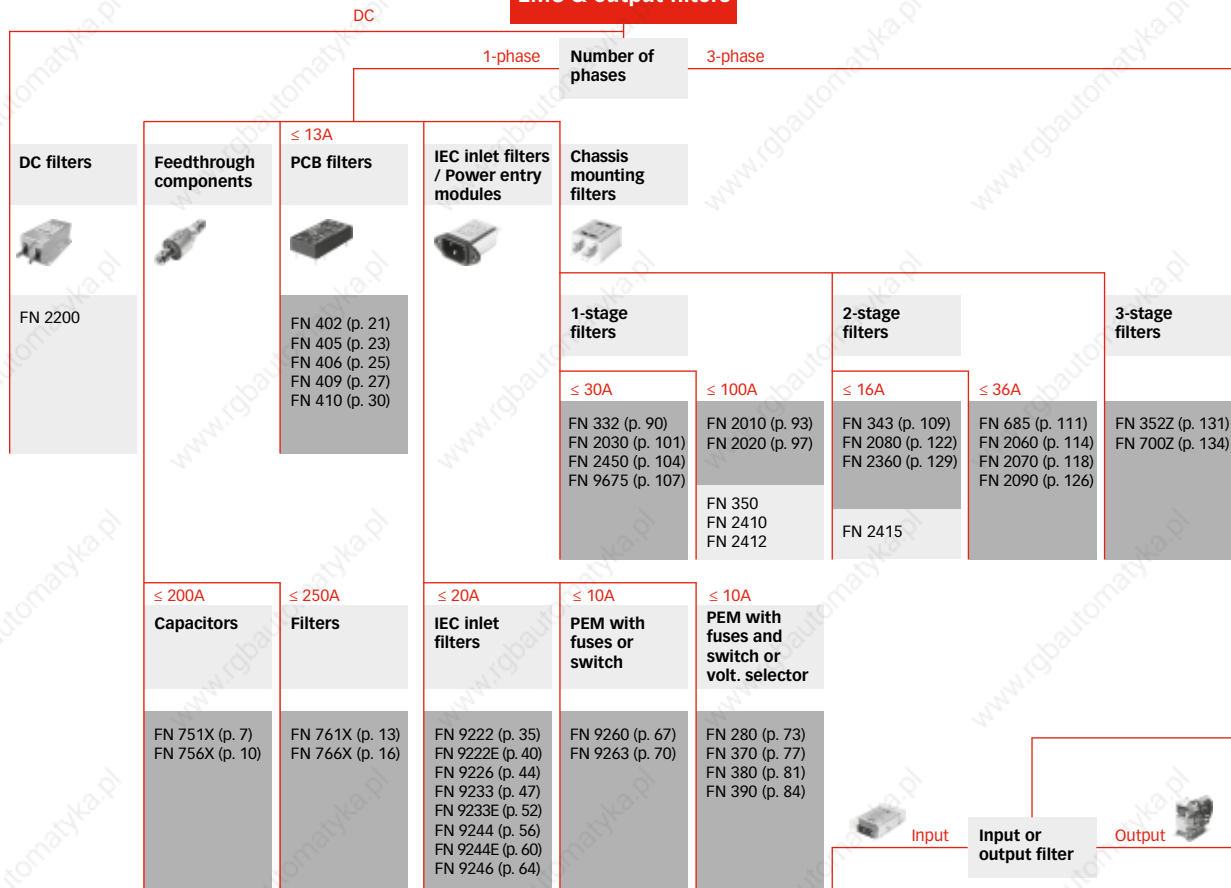 EMC & output filters
DC
1-phase
Number of
phases
3-phase
≤ 13A
DC filters
Feedthrough
components
PCB filters
IEC inlet filters
/ Power entry
modules
Chassis
mounting
filters
FN 2200
FN 402 (p. 21)
FN 405 (p. 23)
FN 406 (p. 25)
FN 409 (p. 27)
FN 410 (p. 30)
1-stage
filters
2-stage
filters
3-stage
filters
≤ 30A
≤ 100A
≤ 16A
≤ 36A
FN 332 (p. 90)
FN 2030 (p. 101)
FN 2450 (p. 104)
FN 9675 (p. 107)
FN 2010 (p. 93)
FN 2020 (p. 97)
FN 350
FN 2410
FN 2412
FN 343 (p. 109)
FN 2080 (p. 122)
FN 2360 (p. 129)
FN 2415
FN 685 (p. 111)
FN 2060 (p. 114)
FN 2070 (p. 118)
FN 2090 (p. 126)
FN 352Z (p. 131)
FN 700Z (p. 134)
≤ 200A
Capacitors
≤ 250A
Filters
≤ 20A
IEC inlet
filters
≤ 10A
PEM with
fuses or
switch
≤ 10A
PEM with
fuses and
switch or
volt. selector
FN 751X (p. 7)
FN 756X (p. 10)
FN 761X (p. 13)
FN 766X (p. 16)
FN 9222 (p. 35)
FN 9222E (p. 40)
FN 9226 (p. 44)
FN 9233 (p. 47)
FN 9233E (p. 52)
FN 9244 (p. 56)
FN 9244E (p. 60)
FN 9246 (p. 64)
FN 9260 (p. 67)
FN 9263 (p. 70)
FN 280 (p. 73)
FN 370 (p. 77)
FN 380 (p. 81)
FN 390 (p. 84)
Input
Input or
output filter
Output
www.rgbautomatyka.pl